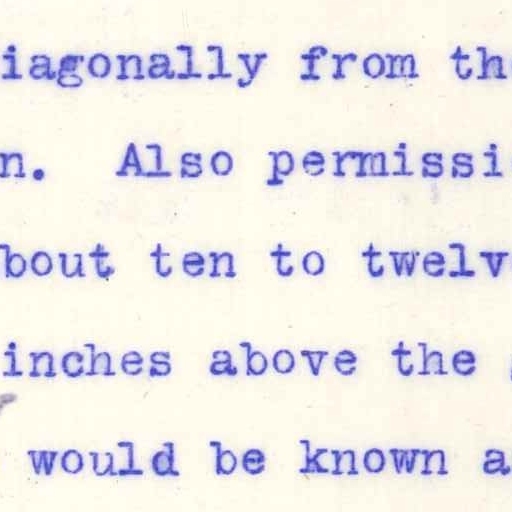 iagonally from th
n. Also permissi
bout ten to twelv
inches above the
would be known a